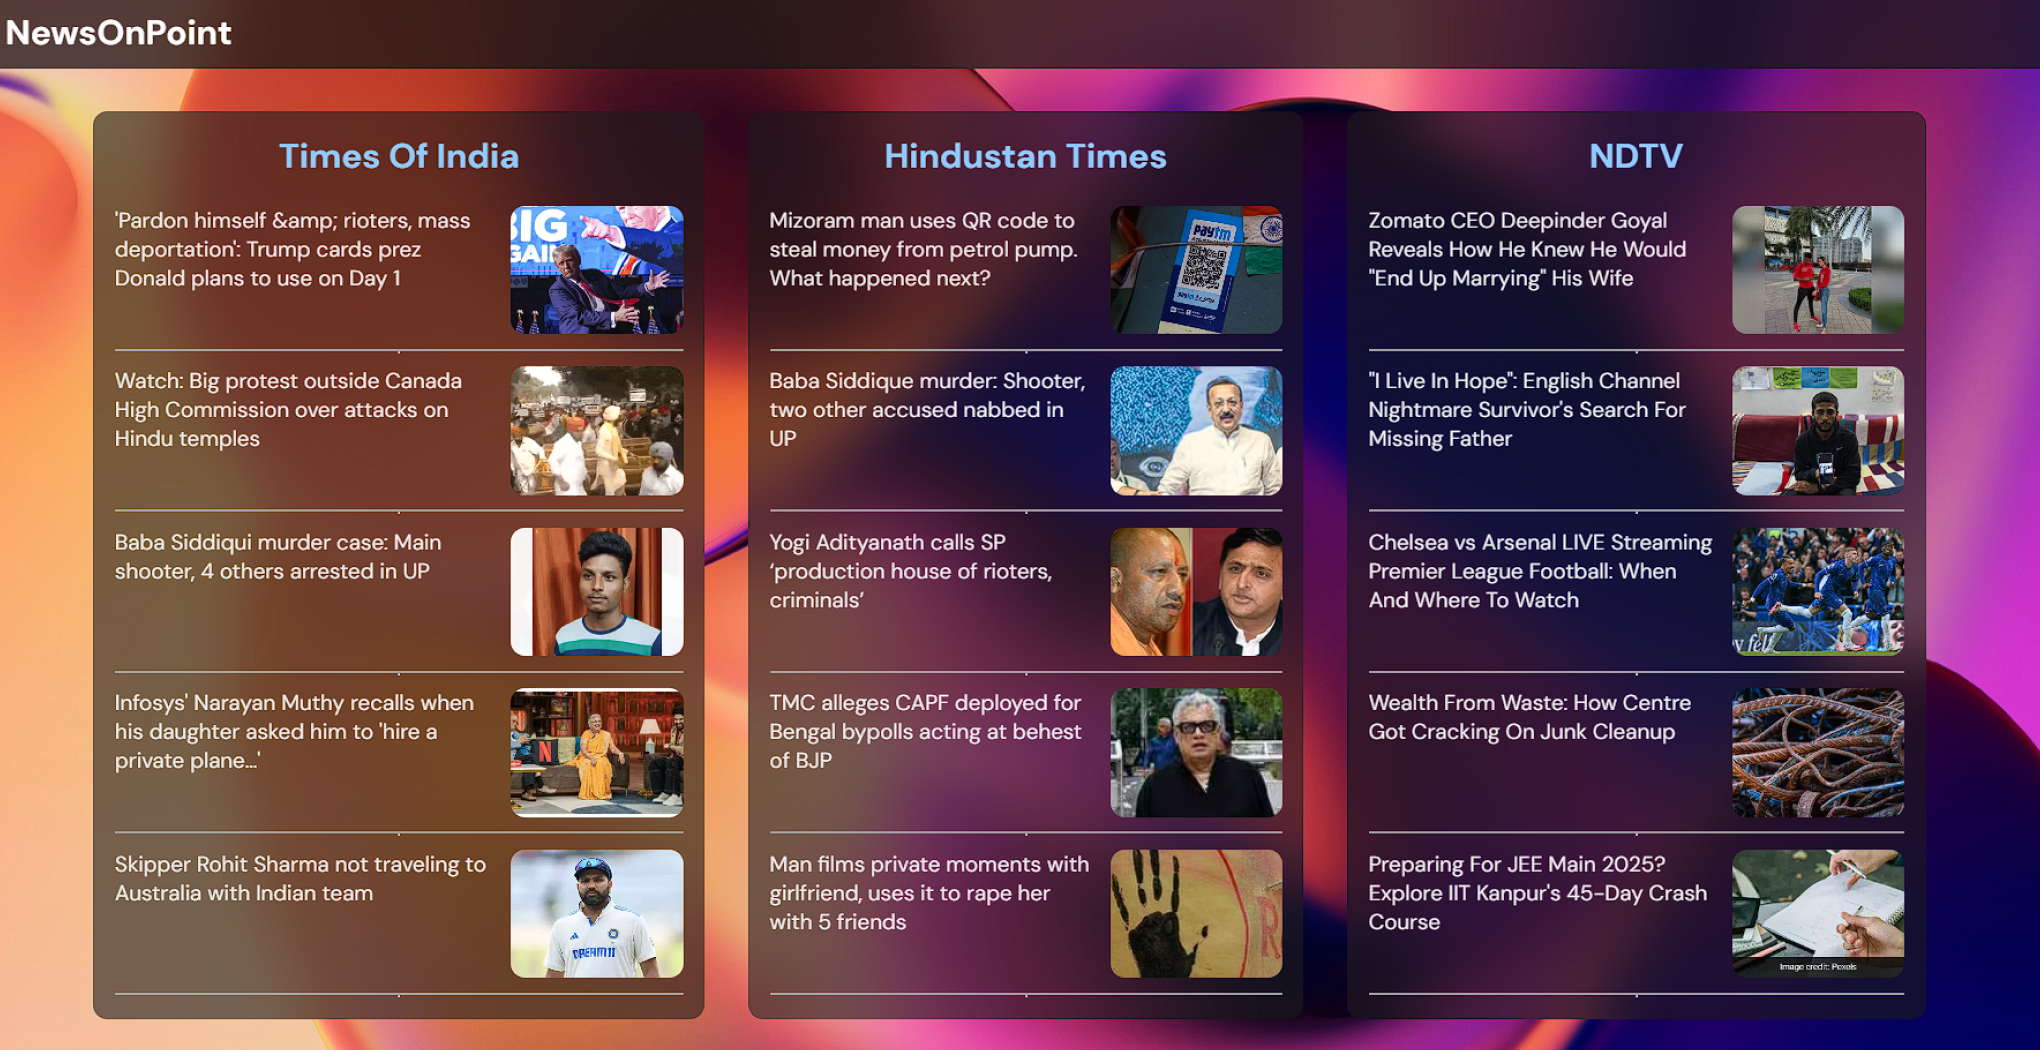 NewsOnPoint
Times Of India
'Pardon himself &amp; rioters, mass
deportation': Trump cards prez
Donald plans to use on Day 1
BIG
GAI
Watch: Big protest outside Canada
High Commission over attacks on
Hindu temples
Baba Siddiqui murder case: Main
shooter, 4 others arrested in UP
Infosys' Narayan Muthy recalls when
his daughter asked him to 'hire a
private plane...'
N
Skipper Rohit Sharma not traveling to
Australia with Indian team
DREAM11
Hindustan Times
Mizoram man uses QR code to
steal money from petrol pump.
What happened next?
paytm
Baba Siddique murder: Shooter,
two other accused nabbed in
UP
Yogi Adityanath calls SP
‘production house of rioters,
criminals’
TMC alleges CAPF deployed for
Bengal bypolls acting at behest
of BJP
Man films private moments with
girlfriend, uses it to rape her
with 5 friends
R
NDTV
Zomato CEO Deepinder Goyal
Reveals How He Knew He Would
"End Up Marrying" His Wife
"I Live In Hope": English Channel
Nightmare Survivor's Search For
Missing Father
Chelsea vs Arsenal LIVE Streaming
Premier League Football: When
And Where To Watch
y fell
Wealth From Waste: How Centre
Got Cracking On Junk Cleanup
Preparing For JEE Main 2025?
Explore IIT Kanpur's 45-Day Crash
Course
Image credit: Pexels